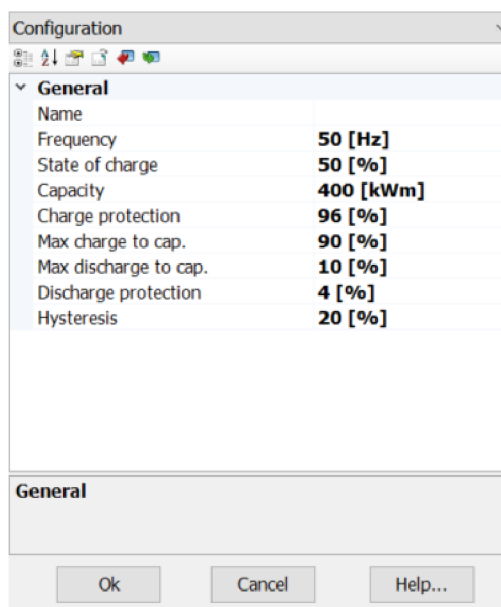 Configuration
General
Name
Frequency 50 [Hz]
State of charge 50 [%]
Capacity 400 [kWm]
Charge protection 96 [%]
Max charge to cap. 90 [%]
Max discharge to cap. 10 [%]
Discharge protection 4 [%]
Hysteresis 20 [%]
General
Ok Cancel Help...